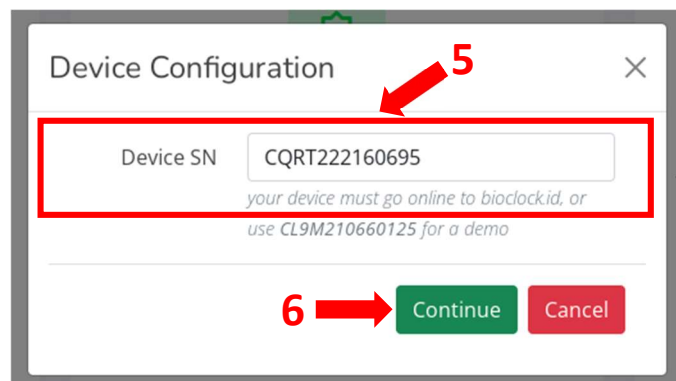 Device Configuration
5
Device SN CQRT222160695
your device must go online to bioclock.id, or
use CL9M210660125 for a demo
6
Continue Cancel